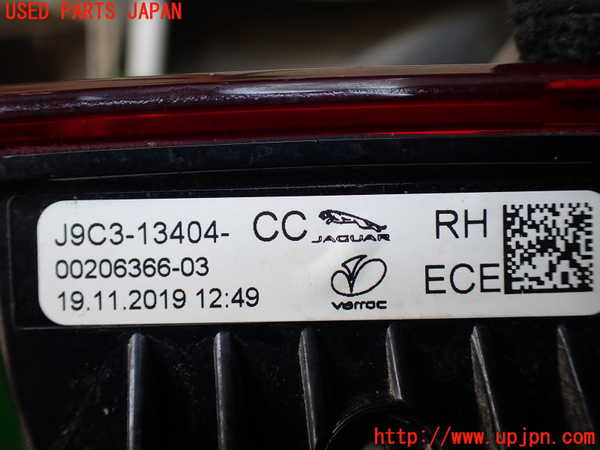 USED PARTS JAPAN
J9C3-13404- CC JAGUAR RH
00206366-03
varroc ECE
19.11.2019 12:49
http://www.upjpn.com/